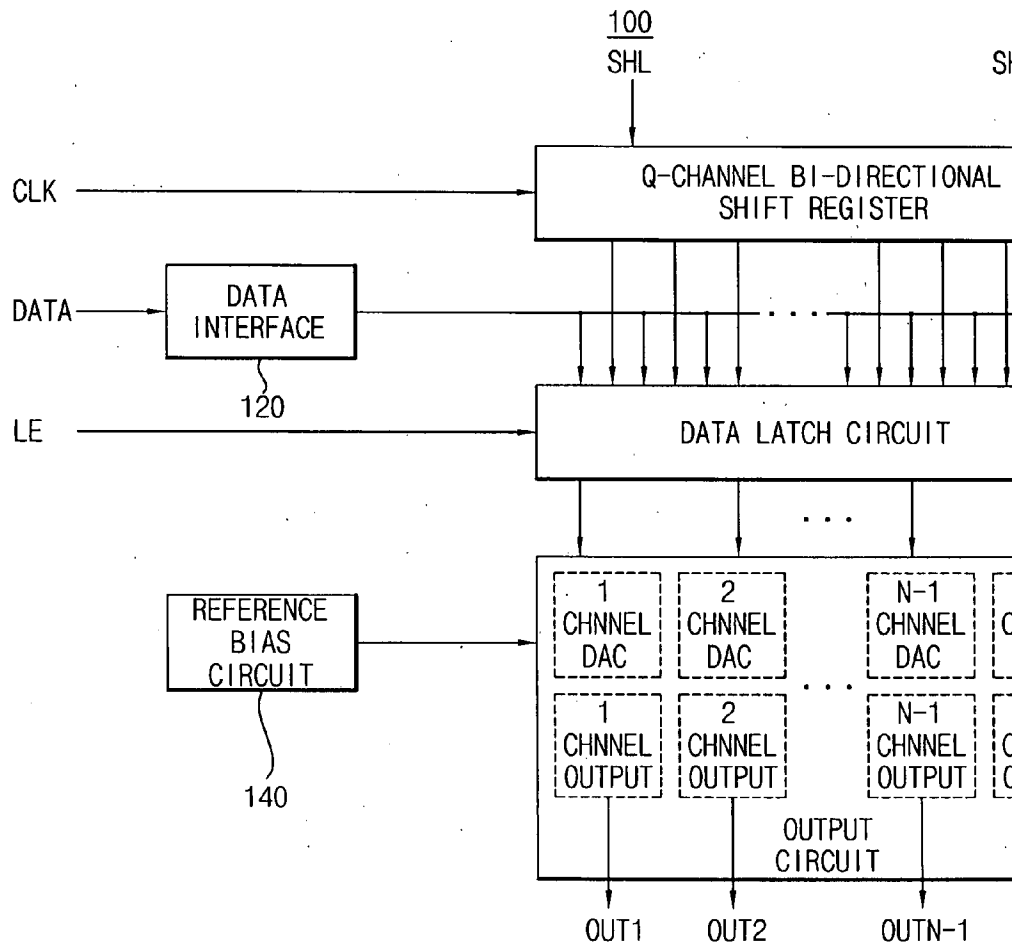 100
SHL
SH
CLK
Q-CHANNEL BI-DIRECTIONAL
SHIFT REGISTER
DATA
DATA
INTERFACE
...
120
LE
DATA LATCH CIRCUIT
...
REFERENCE
BIAS
CIRCUIT
140
1
CHNNEL
DAC
2
CHNNEL
DAC
N-1
CHNNEL
DAC
C
...
1
CHNNEL
OUTPUT
2
CHNNEL
OUTPUT
N-1
CHNNEL
OUTPUT
C
O
OUTPUT
CIRCUIT
OUT1
OUT2
OUTN-1